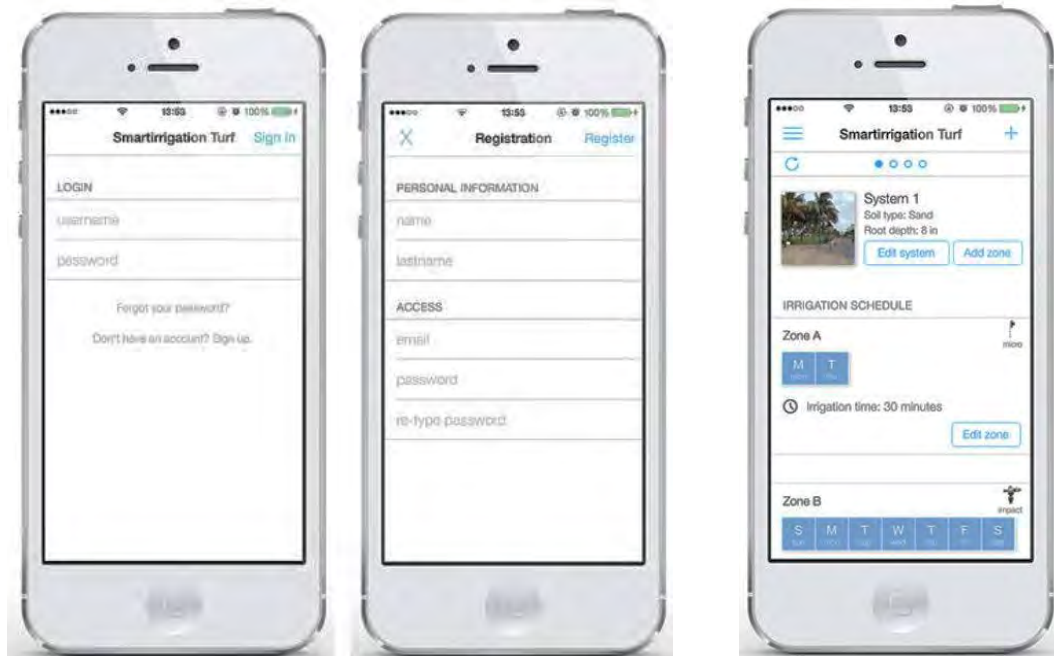 13:53 100%
Smartirrigation Turf Sign In
LOGIN
username
password
Forgot your password?
Don't have an account? Sign up.
13:55 100%
X Registration Register
PERSONAL INFORMATION
name
lastname
ACCESS
email
password
re-type password
13:55 100%
Smartirrigation Turf +
System 1
Soil type: Sand
Root depth: 8 in
Edit system Add zone
IRRIGATION SCHEDULE
Zone A
micro
M T
Irrigation time: 30 minutes
Edit zone
Zone B
impact
S M T W T F S